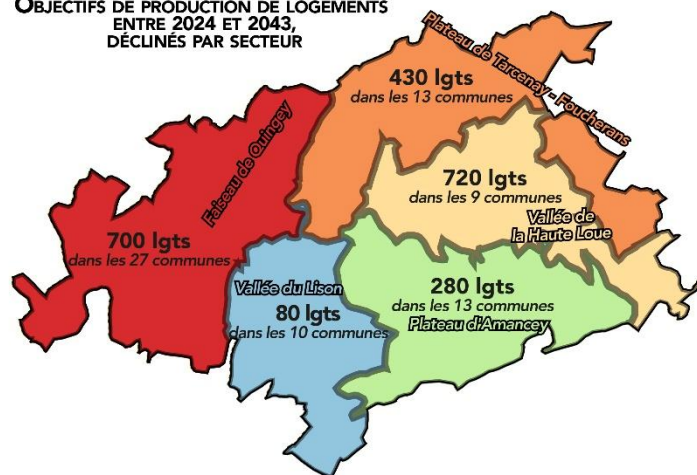 OBJECTIFS DE PRODUCTION DE LOGEMENTS
ENTRE 2024 ET 2043,
DÉCLINÉS PAR SECTEUR
Plateau de Tarcenay - Foucherans
430 lgts
dans les 13 communes
Faiseau de Quingey
720 lgts
dans les 9 communes
Vallée de
la Haute Loue
700 lgts
dans les 27 communes
Vallée du Lison
80 lgts
dans les 10 communes
280 lgts
dans les 13 communes
Plateau d'Amancey